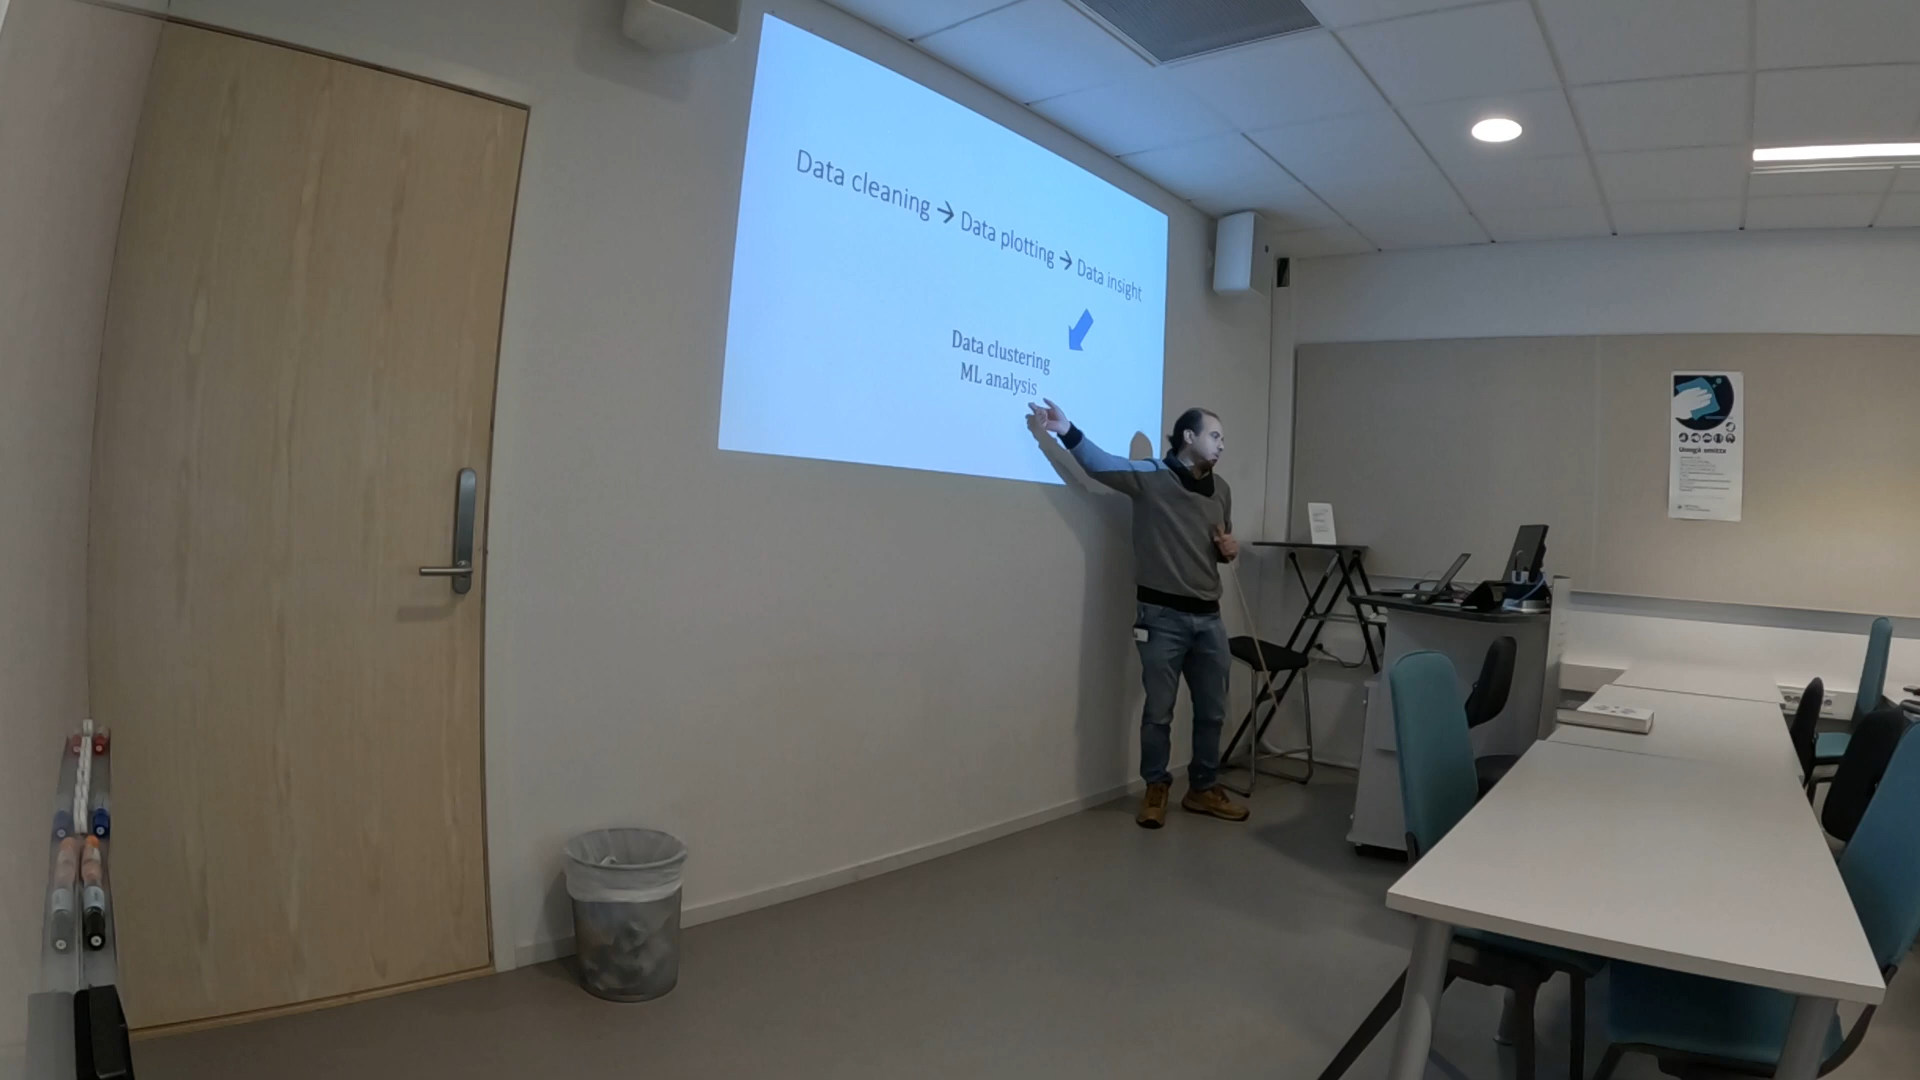 Data cleaning → Data plotting → Data insight
Data clustering
ML analysis